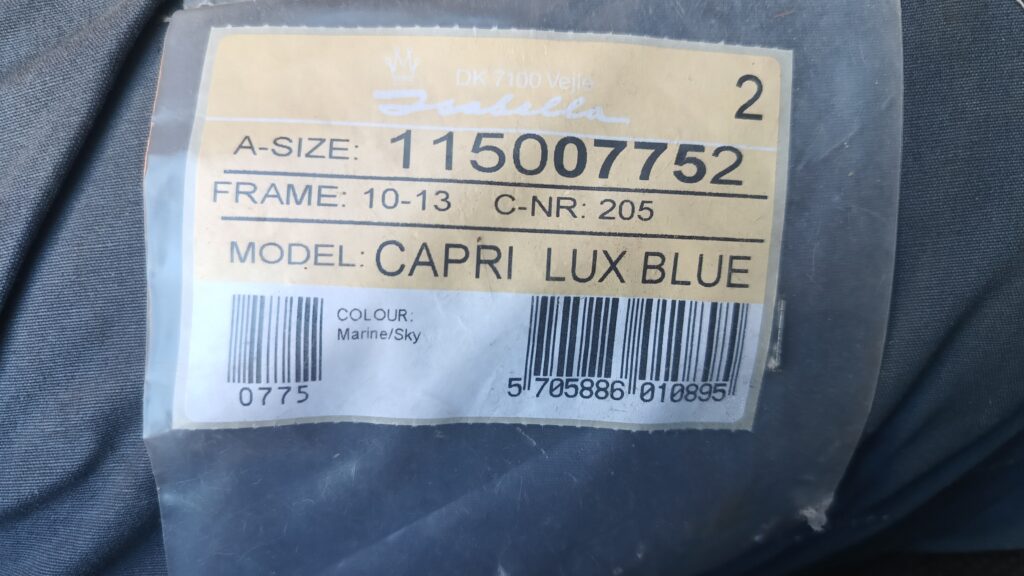 DK 7100 Vejle
Isabella
2
A-SIZE: 115007752
FRAME: 10-13 C-NR: 205
MODEL: CAPRI LUX BLUE
COLOUR:
Marine/Sky
0775
5 705886 010895